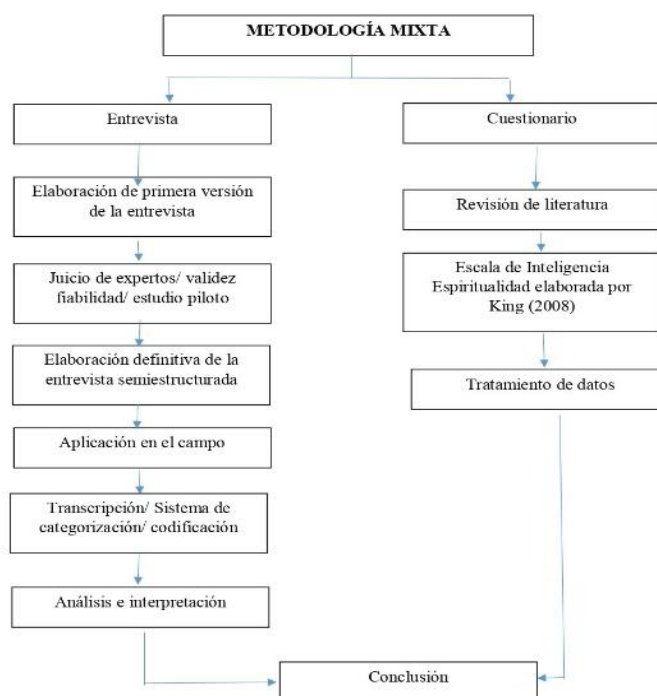 METODOLOGÍA MIXTA
Entrevista
Elaboración de primera versión
de la entrevista
Juicio de expertos/ validez
fiabilidad/ estudio piloto
Elaboración definitiva de la
entrevista semiestructurada
Aplicación en el campo
Transcripción/ Sistema de
categorización/ codificación
Análisis e interpretación
Cuestionario
Revisión de literatura
Escala de Inteligencia
Espiritualidad elaborada por
King (2008)
Tratamiento de datos
Conclusión